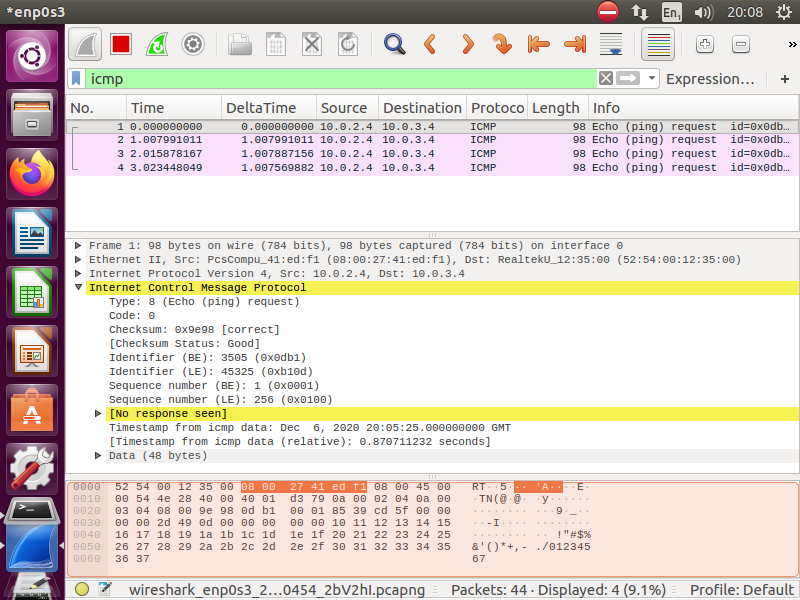 *enp0s3
En1
20:08
icmp
Expression…
+
»
No. Time DeltaTime Source Destination Protoco Length Info
1 0.000000000 0.000000000 10.0.2.4 10.0.3.4 ICMP 98 Echo (ping) request id=0x0db…
2 1.007991011 1.007991011 10.0.2.4 10.0.3.4 ICMP 98 Echo (ping) request id=0x0db…
3 2.015878167 1.007887156 10.0.2.4 10.0.3.4 ICMP 98 Echo (ping) request id=0x0db…
4 3.023448049 1.007569882 10.0.2.4 10.0.3.4 ICMP 98 Echo (ping) request id=0x0db…
Frame 1: 98 bytes on wire (784 bits), 98 bytes captured (784 bits) on interface 0
Ethernet II, Src: PcsCompu_41:ed:f1 (08:00:27:41:ed:f1), Dst: RealtekU_12:35:00 (52:54:00:12:35:00)
Internet Protocol Version 4, Src: 10.0.2.4, Dst: 10.0.3.4
Internet Control Message Protocol
Type: 8 (Echo (ping) request)
Code: 0
Checksum: 0x9e98 [correct]
[Checksum Status: Good]
Identifier (BE): 3505 (0x0db1)
Identifier (LE): 45325 (0xb10d)
Sequence number (BE): 1 (0x0001)
Sequence number (LE): 256 (0x0100)
[No response seen]
Timestamp from icmp data: Dec  6, 2020 20:05:25.000000000 GMT
[Timestamp from icmp data (relative): 0.870711232 seconds]
Data (48 bytes)
0000 52 54 00 12 35 00 08 00 27 41 ed f1 08 00 45 00 RT··5··· 'A····E·
0010 00 54 4e 28 40 00 40 01 d3 79 0a 00 02 04 0a 00 ·TN(@·@· ·y······
0020 03 04 08 00 9e 98 0d b1 00 01 85 39 cd 5f 00 00 ········ ···9·_··
0030 00 00 2d 49 0d 00 00 00 00 00 10 11 12 13 14 15 ··-I···· ········
0040 16 17 18 19 1a 1b 1c 1d 1e 1f 20 21 22 23 24 25 ········ ·· !"#$%
0050 26 27 28 29 2a 2b 2c 2d 2e 2f 30 31 32 33 34 35 &'()*+,- ./012345
0060 36 37 67
wireshark_enp0s3_2…0454_2bV2hI.pcapng Packets: 44 · Displayed: 4 (9.1%) Profile: Default